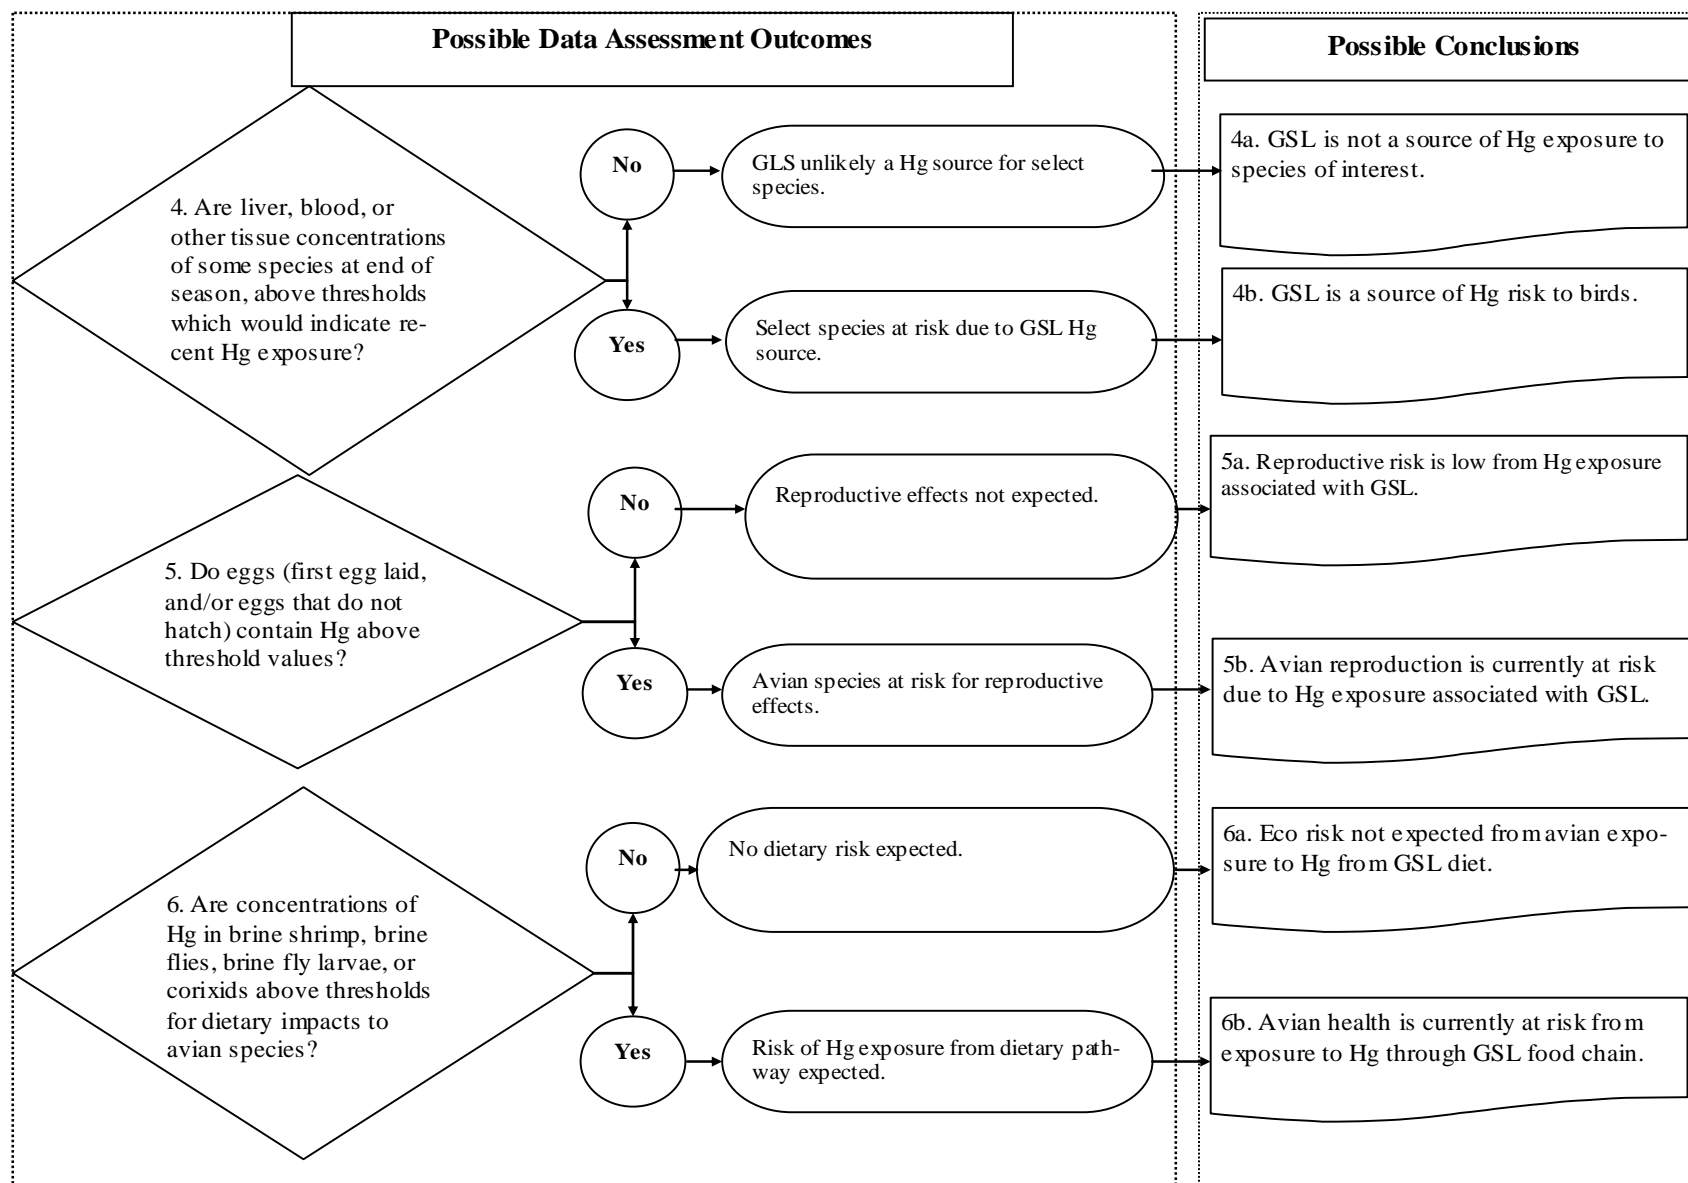 Possible Data Assessment Outcomes
Possible Conclusions
4. Are liver, blood, or
other tissue concentrations
of some species at end of
season, above thresholds
which would indicate re-
cent Hg exposure?
No
GLS unlikely a Hg source for select
species.
4a. GSL is not a source of Hg exposure to
species of interest.
Yes
Select species at risk due to GSL Hg
source.
4b. GSL is a source of Hg risk to birds.
5. Do eggs (first egg laid,
and/or eggs that do not
hatch) contain Hg above
threshold values?
No
Reproductive effects not expected.
5a. Reproductive risk is low from Hg exposure
associated with GSL.
Yes
Avian species at risk for reproductive
effects.
5b. Avian reproduction is currently at risk
due to Hg exposure associated with GSL.
6. Are concentrations of
Hg in brine shrimp, brine
flies, brine fly larvae, or
corixids above thresholds
for dietary impacts to
avian species?
No
No dietary risk expected.
6a. Eco risk not expected from avian expo-
sure to Hg from GSL diet.
Yes
Risk of Hg exposure from dietary path-
way expected.
6b. Avian health is currently at risk from
exposure to Hg through GSL food chain.